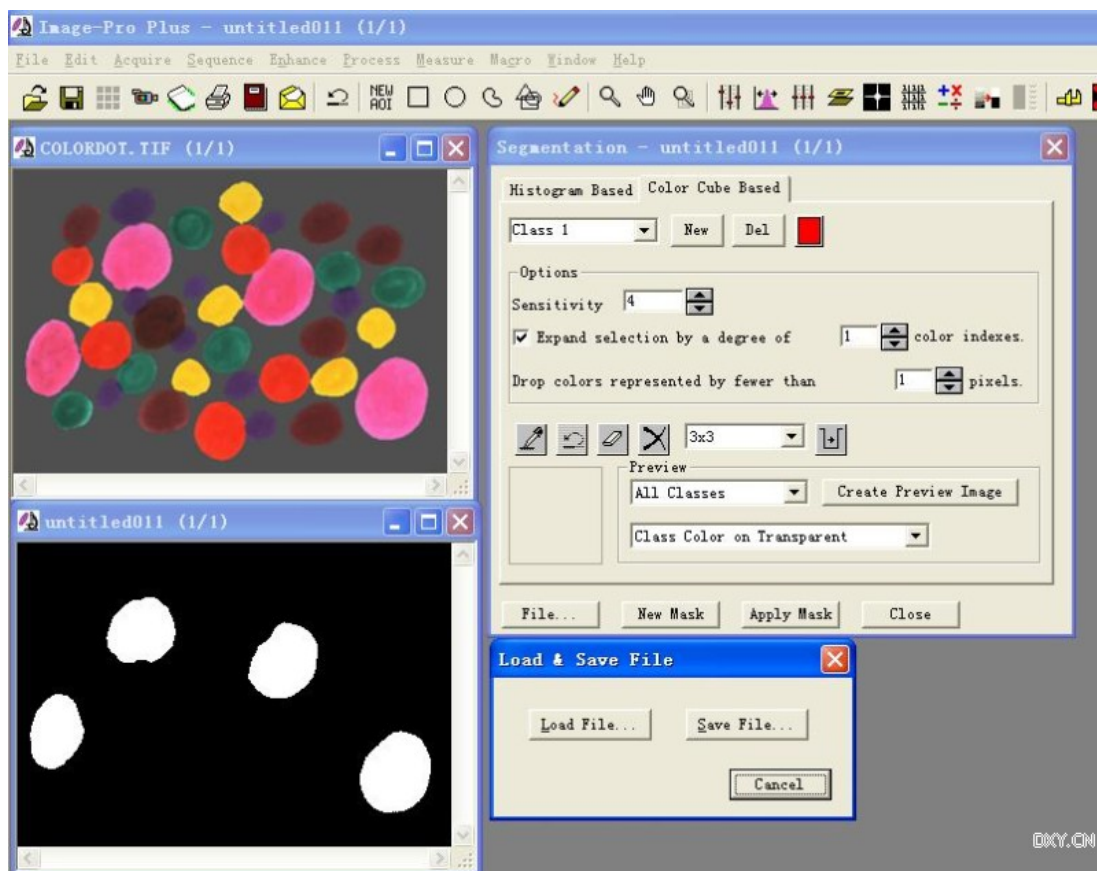 Image-Pro Plus - untitled011 (1/1)
File Edit Acquire Sequence Enhance Process Measure Macro Window Help
NEW
AOI
COLORDOT.TIF (1/1)
Segmentation - untitled011 (1/1)
Histogram Based Color Cube Based
Class 1 New Del
Options
Sensitivity 4
Expand selection by a degree of 1 color indexes.
Drop colors represented by fewer than 1 pixels.
3x3
Preview
All Classes Create Preview Image
Class Color on Transparent
File... New Mask Apply Mask Close
untitled011 (1/1)
Load & Save File
Load File... Save File...
Cancel
DXY.CN